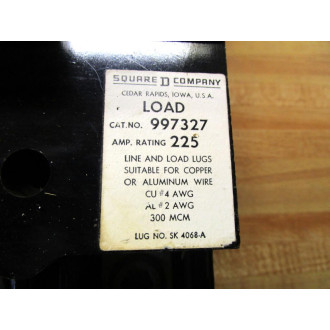 SQUARE D COMPANY
CEDAR RAPIDS, IOWA, U.S.A.
LOAD
CAT. NO. 997327
AMP. RATING 225
LINE AND LOAD LUGS
SUITABLE FOR COPPER
OR ALUMINUM WIRE
CU #4 AWG
AL #2 AWG
300 MCM
LUG NO. SK 4068-A